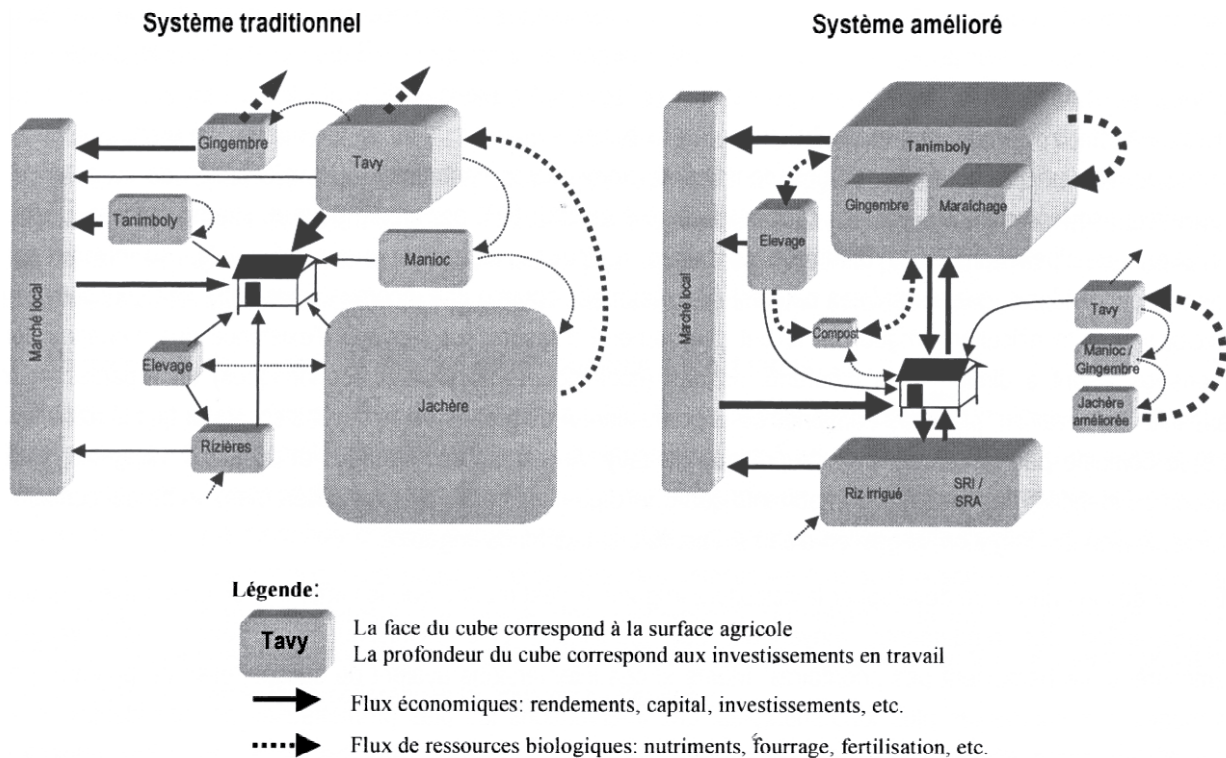 Système traditionnel
Gingembre
Tavy
Tanimboly
Manioc
Marché local
Elevage
Jachère
Rizières
Système amélioré
Tanimboly
Gingembre
Maraîchage
Elevage
Marché local
Compost
Tavy
Manioc /
Gingembre
Jachère
améliorée
Riz irrigué
SRI /
SRA
Légende:
Tavy
La face du cube correspond à la surface agricole
La profondeur du cube correspond aux investissements en travail
Flux économiques: rendements, capital, investissements, etc.
Flux de ressources biologiques: nutriments, fourrage, fertilisation, etc.